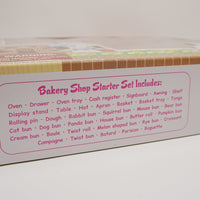 Bakery Shop Starter Set Includes:
Oven · Drawer · Oven tray · Cash register · Signboard · Awning · Shelf
Display stand · Table · Hat · Apron · Basket · Basket tray · Tongs
Rolling pin · Dough · Rabbit bun · Squirrel bun · Mouse bun · Bear bun
Cat bun · Dog bun · Panda bun · House bun · Butter roll · Pumpkin bun
Cream bun · Boule · Twist roll · Melon shaped bun · Rye bun · Croissant
Campagne · Twist bun · Batard · Parisian · Baguette